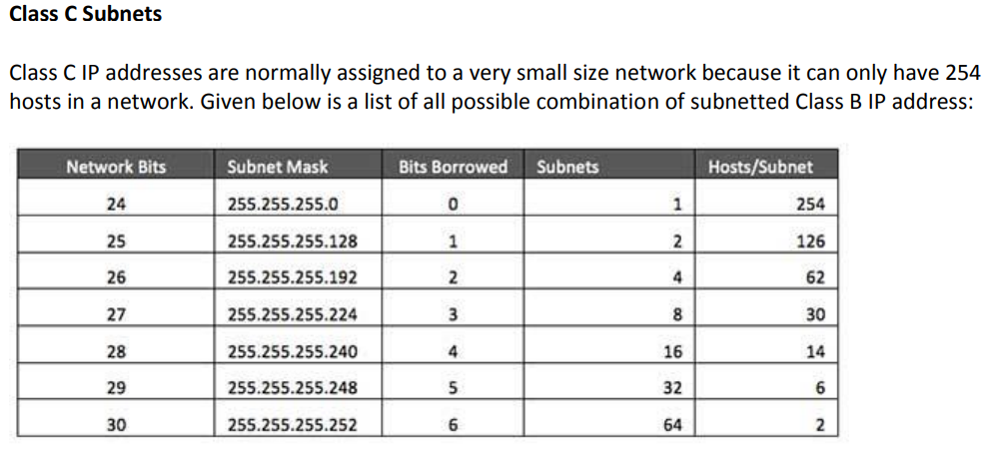 Class C Subnets
Class C IP addresses are normally assigned to a very small size network because it can only have 254
hosts in a network. Given below is a list of all possible combination of subnetted Class B IP address:
Network Bits Subnet Mask Bits Borrowed Subnets Hosts/Subnet
24 255.255.255.0 0 1 254
25 255.255.255.128 1 2 126
26 255.255.255.192 2 4 62
27 255.255.255.224 3 8 30
28 255.255.255.240 4 16 14
29 255.255.255.248 5 32 6
30 255.255.255.252 6 64 2